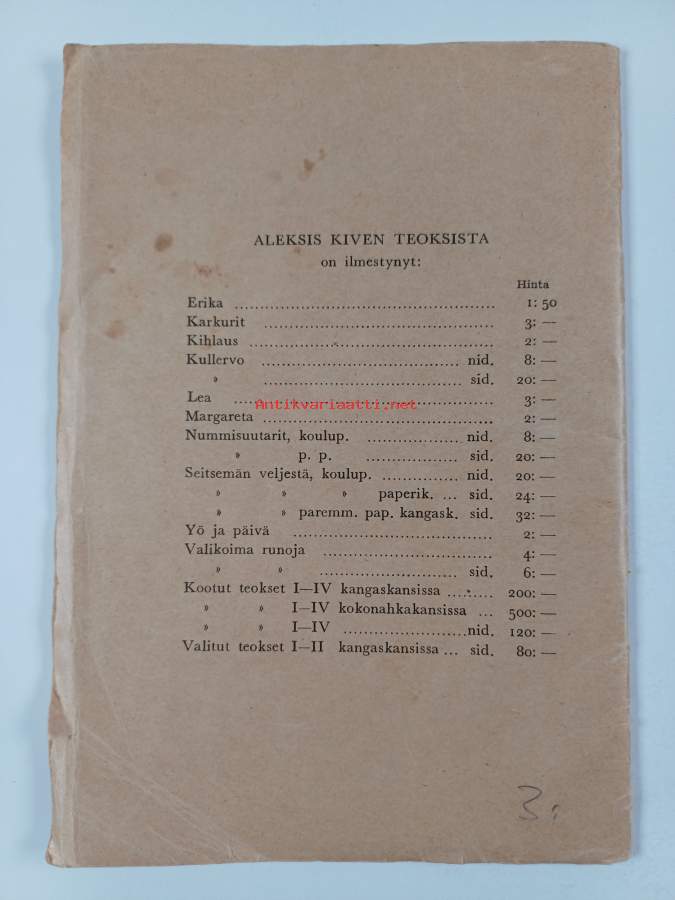 ALEKSIS KIVEN TEOKSISTA
on ilmestynyt:
Hinta
Erika ................................................ 1: 50
Karkurit .......................................... 3: —
Kihlaus ............................................. 2: —
Kullervo .................................... nid. 8: —
» .................................... sid. 20: —
Lea ................................................ 3: —
Antikvariaatti.net
Margareta .......................................... 2: —
Nummisuutarit, koulup. ................. nid. 8: —
» p. p. ................. sid. 20: —
Seitsemän veljestä, koulup. .............. nid. 20: —
» » » paperik. ... sid. 24: —
» » paremm. pap. kangask. sid. 32: —
Yö ja päivä .................................... 2: —
Valikoima runoja ............................... 4: —
» » ......................... sid. 6: —
Kootut teokset I—IV kangaskansissa ......... 200: —
» » I—IV kokonahkakansissa ... 500: —
» » I—IV .......................nid. 120: —
Valitut teokset I—II kangaskansissa ... sid. 80: —
3: